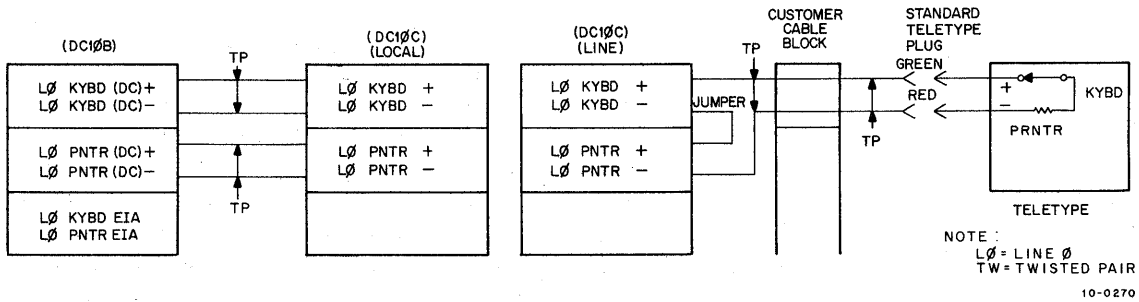 (DC1ØB)
TP
LØ KYBD (DC)+
LØ KYBD (DC)-
LØ PNTR (DC)+
LØ PNTR (DC)-
LØ KYBD EIA
LØ PNTR EIA
TP
(DC1ØC)
(LOCAL)
LØ KYBD +
LØ KYBD -
LØ PNTR +
LØ PNTR -
(DC1ØC)
(LINE)
LØ KYBD +
LØ KYBD -
LØ PNTR +
LØ PNTR -
TP
JUMPER
CUSTOMER
CABLE
BLOCK
STANDARD
TELETYPE
PLUG
GREEN
RED
TP
+
-
KYBD
PRNTR
TELETYPE
NOTE:
LØ = LINE Ø
TW = TWISTED PAIR
10-0270